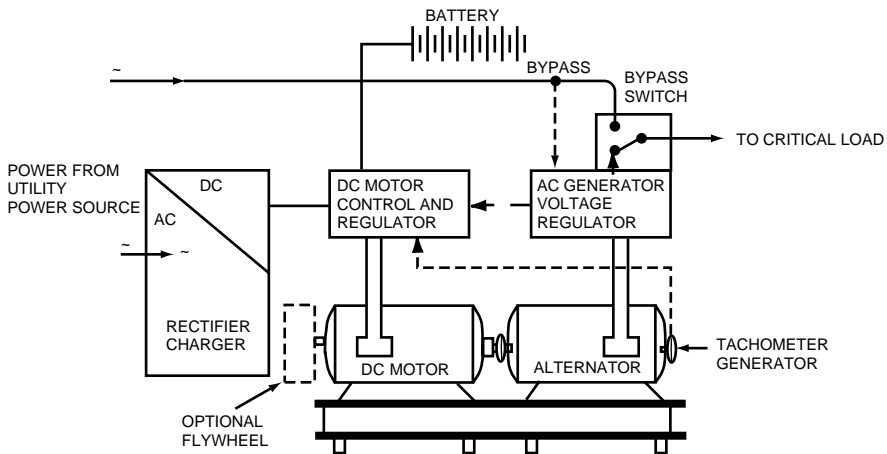 BATTERY
~
BYPASS
BYPASS
SWITCH
TO CRITICAL LOAD
POWER FROM
UTILITY
POWER SOURCE
DC
AC
~
~
RECTIFIER
CHARGER
DC MOTOR
CONTROL AND
REGULATOR
AC GENERATOR
VOLTAGE
REGULATOR
DC MOTOR
ALTERNATOR
TACHOMETER
GENERATOR
OPTIONAL
FLYWHEEL